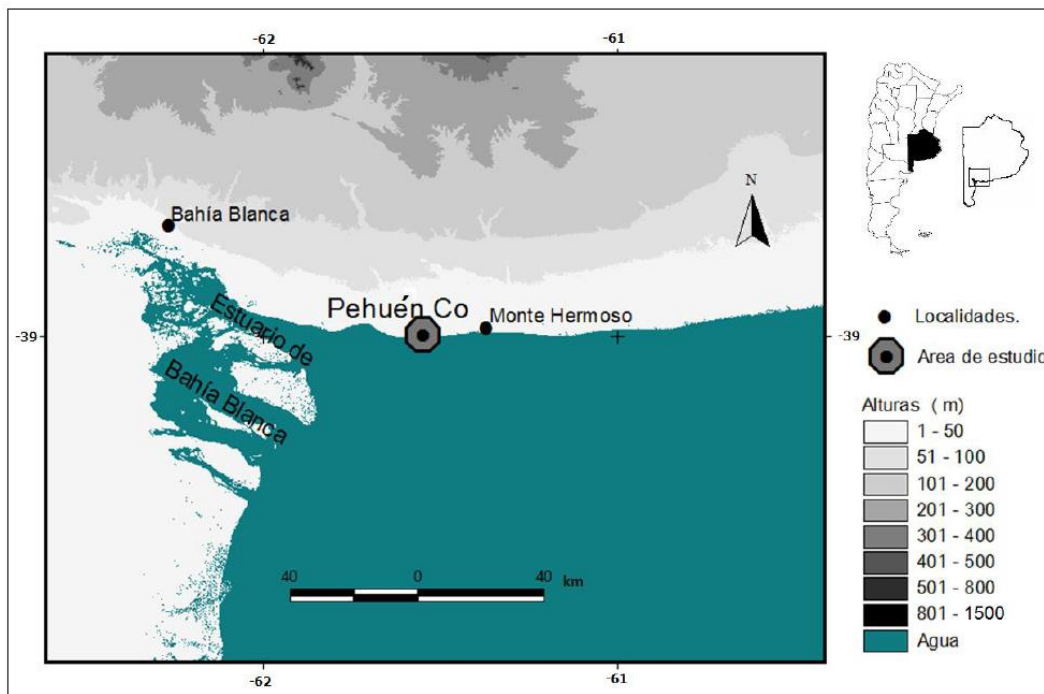 -62
-61
N
Bahía Blanca
Pehuén Co
Monte Hermoso
Estuario de
Bahía Blanca
-39
-39
40
0
40
km
-62
-61
Localidades.
Area de estudio
Alturas ( m)
1 - 50
51 - 100
101 - 200
201 - 300
301 - 400
401 - 500
501 - 800
801 - 1500
Agua